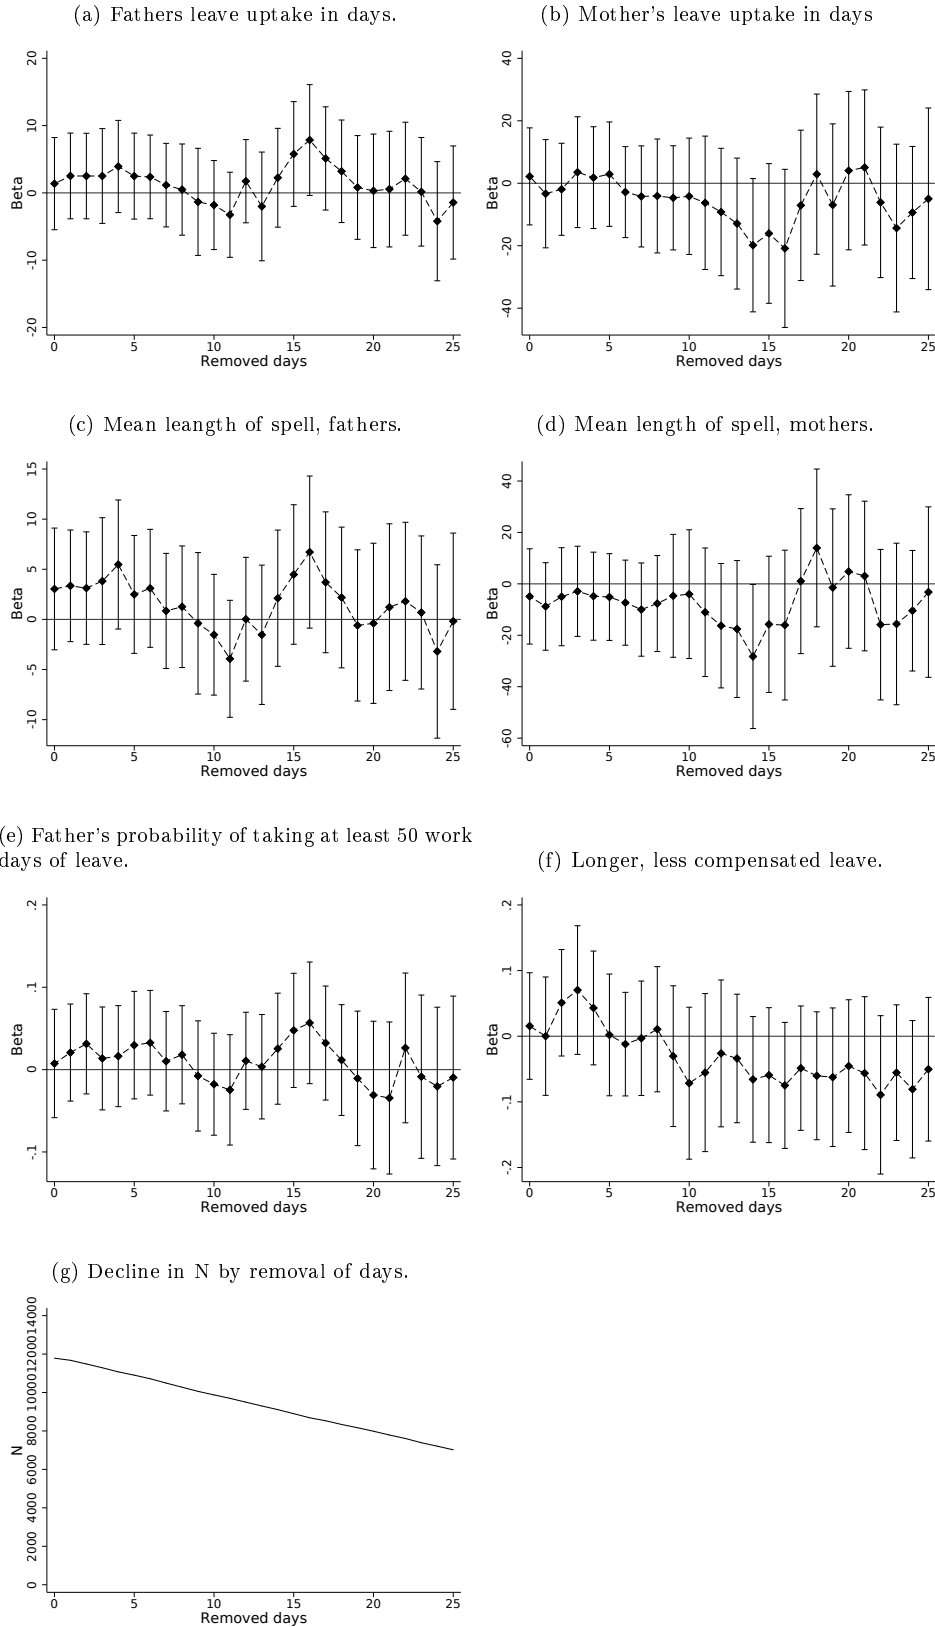 (a) Fathers leave uptake in days.
20
10
0
-10
-20
Beta
0 5 10 15 20 25
Removed days
(b) Mother's leave uptake in days
40
20
0
-20
-40
Beta
0 5 10 15 20 25
Removed days
(c) Mean leangth of spell, fathers.
15
10
5
0
-5
-10
Beta
0 5 10 15 20 25
Removed days
(d) Mean length of spell, mothers.
40
20
0
-20
-40
-60
Beta
0 5 10 15 20 25
Removed days
(e) Father's probability of taking at least 50 work
days of leave.
.2
.1
0
-.1
Beta
0 5 10 15 20 25
Removed days
(f) Longer, less compensated leave.
.2
.1
0
-.1
-.2
Beta
0 5 10 15 20 25
Removed days
(g) Decline in N by removal of days.
14000
12000
10000
8000
6000
4000
2000
0
N
0 5 10 15 20 25
Removed days